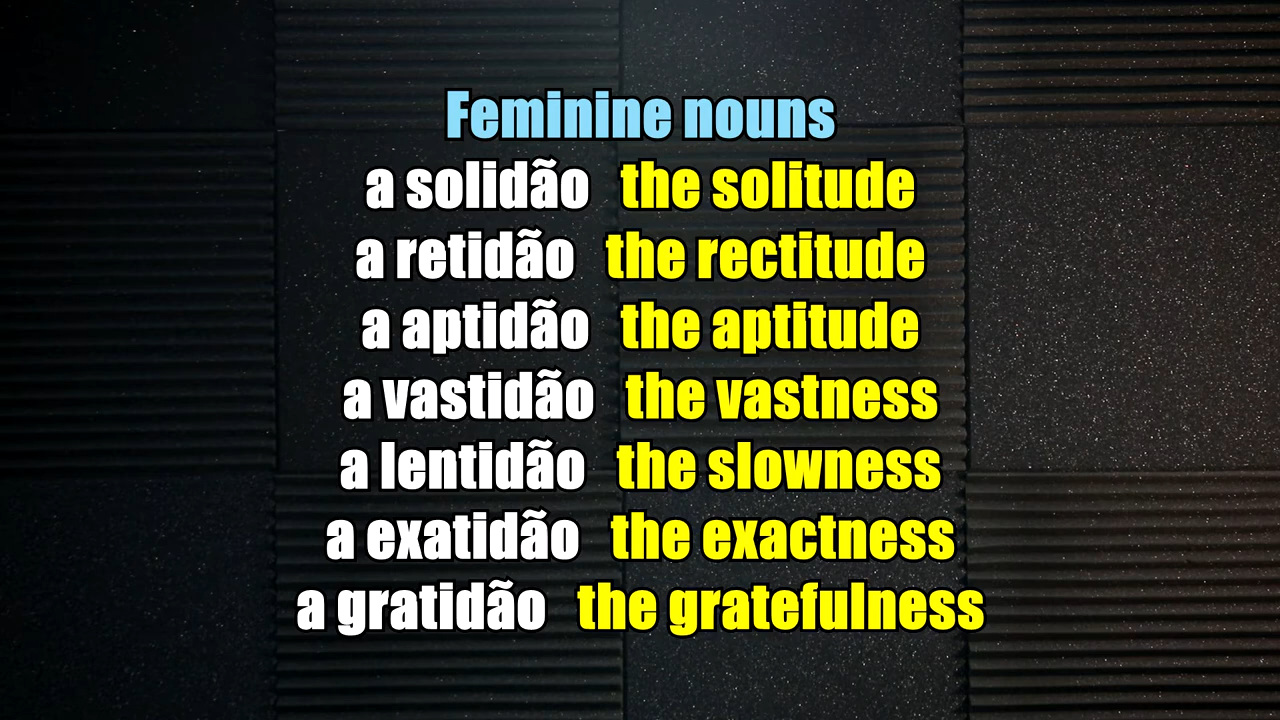 Feminine nouns
a solidão the solitude
a retidão the rectitude
a aptidão the aptitude
a vastidão the vastness
a lentidão the slowness
a exatidão the exactness
a gratidão the gratefulness